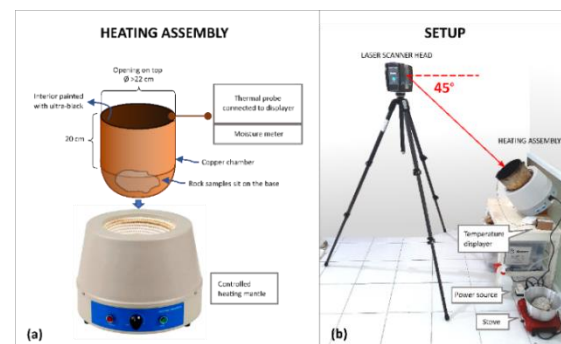 HEATING ASSEMBLY
Opening on top
Ø >22 cm
Interior painted
with ultra-black
Thermal probe
connected to displayer
Moisture meter
20 cm
Copper chamber
Rock samples sit on the base
Controlled
heating mantle
(a)
SETUP
LASER SCANNER HEAD
45°
HEATING ASSEMBLY
Temperature
displayer
Power source
Stove
(b)